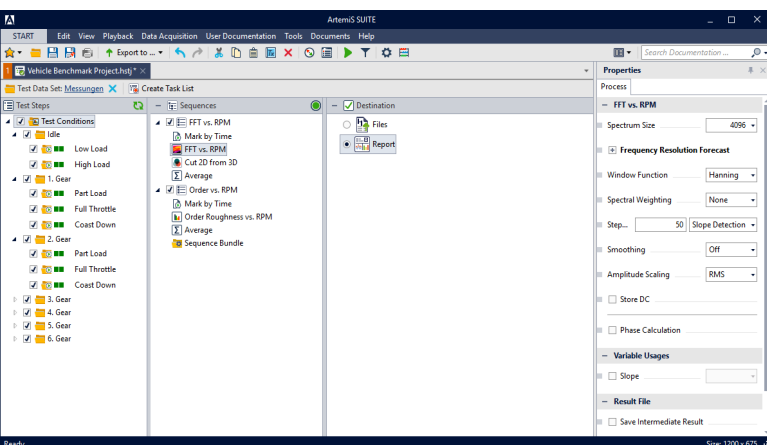 ArtemiS SUITE
START Edit View Playback Data Acquisition User Documentation Tools Documents Help
Export to ... Search Documentation ...
1 Vehicle Benchmark Project.hstj*
Test Data Set: Messungen Create Task List
Test Steps
Test Conditions
Idle
Low Load
High Load
1. Gear
Part Load
Full Throttle
Coast Down
2. Gear
Part Load
Full Throttle
Coast Down
3. Gear
4. Gear
5. Gear
6. Gear
Sequences
FFT vs. RPM
Mark by Time
FFT vs. RPM
Cut 2D from 3D
Average
Order vs. RPM
Mark by Time
Order Roughness vs. RPM
Average
Sequence Bundle
Destination
Files
Report
Properties
Process
FFT vs. RPM
Spectrum Size 4096
Frequency Resolution Forecast
Window Function Hanning
Spectral Weighting None
Step... 50 Slope Detection
Smoothing Off
Amplitude Scaling RMS
Store DC
Phase Calculation
Variable Usages
Slope
Result File
Save Intermediate Result
Ready Size: 1200 x 675